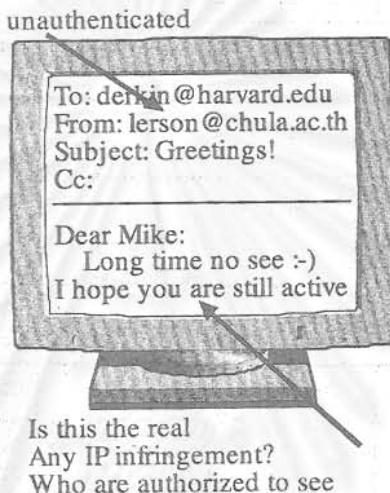 unauthenticated
To: derkin@harvard.edu
From: lerson@chula.ac.th
Subject: Greetings!
Cc:
Dear Mike:
Long time no see :-)
I hope you are still active
Is this the real
Any IP infringement?
Who are authorized to see